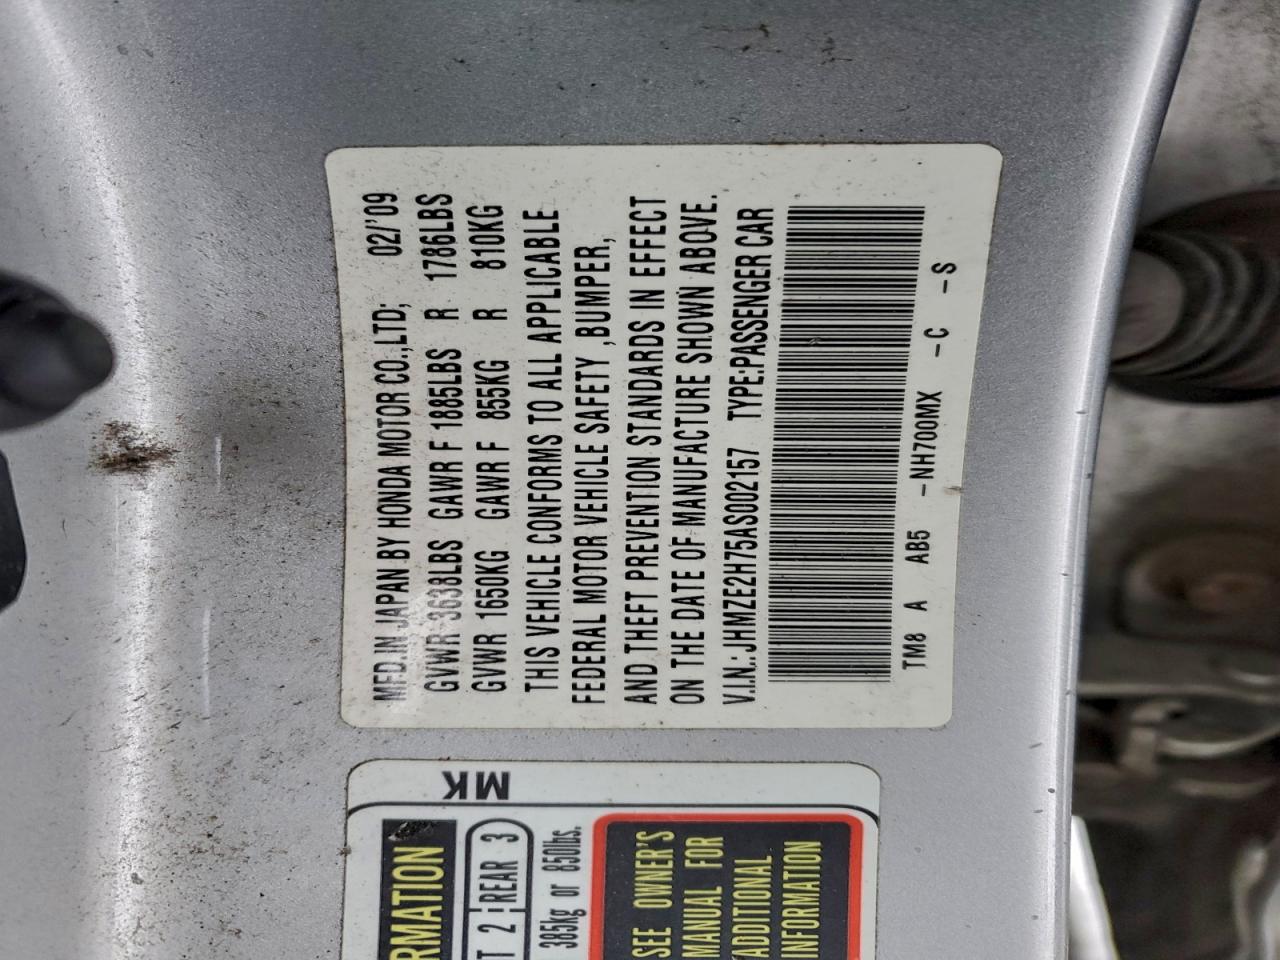 MFD.IN JAPAN BY HONDA MOTOR CO.,LTD; 02/'09
GVWR 3638LBS GAWR F 1885LBS R 1786LBS
GVWR 1650KG GAWR F 855KG R 810KG
THIS VEHICLE CONFORMS TO ALL APPLICABLE
FEDERAL MOTOR VEHICLE SAFETY ,BUMPER,
AND THEFT PREVENTION STANDARDS IN EFFECT
ON THE DATE OF MANUFACTURE SHOWN ABOVE.
V.I.N.: JHMZE2H75AS002157 TYPE:PASSENGER CAR
TM8 A AB5 -NH700MX -C -S
MK
RMATION
T 2 REAR 3
385kg or 850lbs.
SEE OWNER'S
MANUAL FOR
ADDITIONAL
INFORMATION